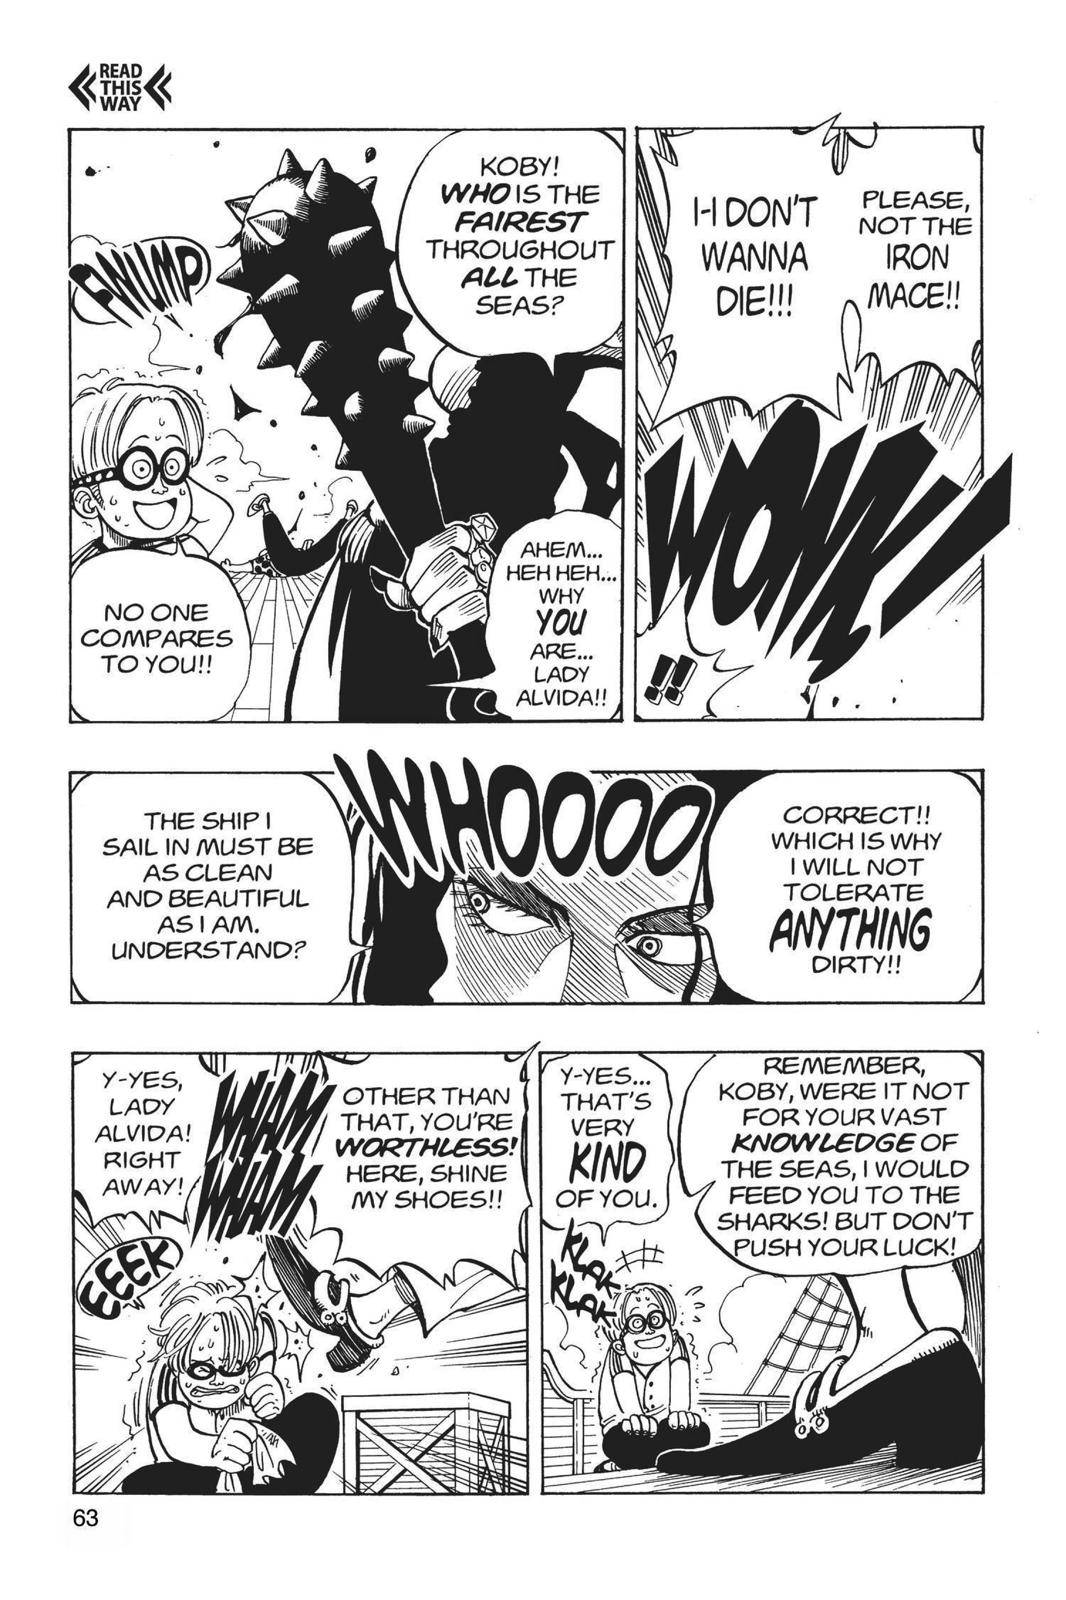 READ
THIS
WAY
PLEASE,
NOT THE
IRON
MACE!!
I-I DON'T
WANNA
DIE!!!
WONK!
!!
KOBY!
WHO IS THE
FAIREST
THROUGHOUT
ALL THE
SEAS?
FWUMP
AHEM...
HEH HEH...
WHY
YOU
ARE...
LADY
ALVIDA!!
NO ONE
COMPARES
TO YOU!!
CORRECT!!
WHICH IS WHY
I WILL NOT
TOLERATE
ANYTHING
DIRTY!!
WHOOOO
THE SHIP I
SAIL IN MUST BE
AS CLEAN
AND BEAUTIFUL
AS I AM.
UNDERSTAND?
REMEMBER,
KOBY, WERE IT NOT
FOR YOUR VAST
KNOWLEDGE OF
THE SEAS, I WOULD
FEED YOU TO THE
SHARKS! BUT DON'T
PUSH YOUR LUCK!
Y-YES...
THAT'S
VERY
KIND
OF YOU.
KLAK
KLAK
OTHER THAN
THAT, YOU'RE
WORTHLESS!
HERE, SHINE
MY SHOES!!
WHAM
WHAM
Y-YES,
LADY
ALVIDA!
RIGHT
AWAY!
EEEK
63